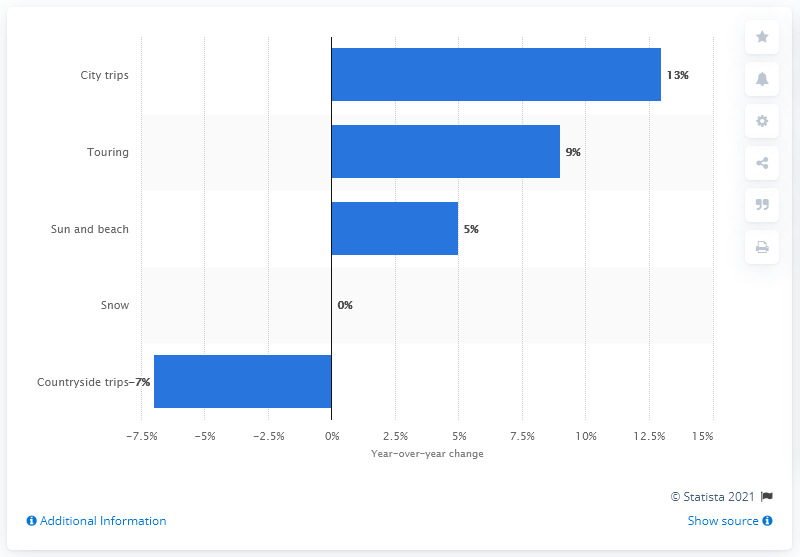 City trips 13%
Touring 9%
Sun and beach 5%
Snow 0%
Countryside trips -7%
-7.5% -5% -2.5% 0% 2.5% 5% 7.5% 10% 12.5% 15%
Year-over-year change
© Statista 2021
Additional Information Show source